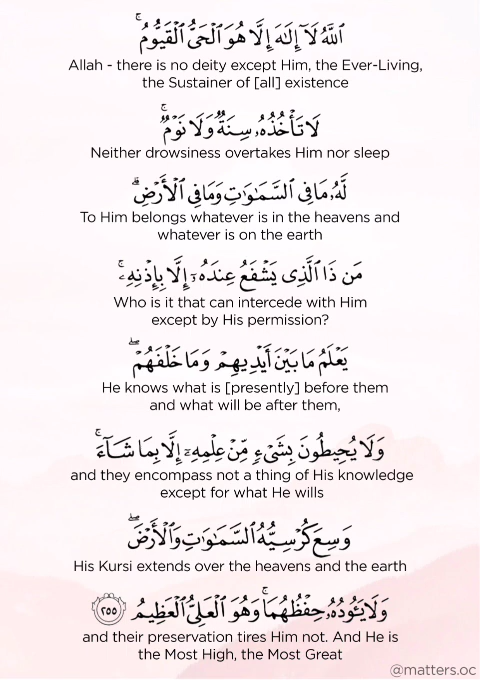 ٱللَّهُ لَآ إِلَـٰهَ إِلَّا هُوَ ٱلْحَىُّ ٱلْقَيُّومُ ۚ
Allah - there is no deity except Him, the Ever-Living,
the Sustainer of [all] existence
لَا تَأْخُذُهُۥ سِنَةٌ وَلَا نَوْمٌ ۚ
Neither drowsiness overtakes Him nor sleep
لَّهُۥ مَا فِى ٱلسَّمَـٰوَٰتِ وَمَا فِى ٱلْأَرْضِ ۗ
To Him belongs whatever is in the heavens and
whatever is on the earth
مَن ذَا ٱلَّذِى يَشْفَعُ عِندَهُۥٓ إِلَّا بِإِذْنِهِۦ ۚ
Who is it that can intercede with Him
except by His permission?
يَعْلَمُ مَا بَيْنَ أَيْدِيهِمْ وَمَا خَلْفَهُمْ ۖ
He knows what is [presently] before them
and what will be after them,
وَلَا يُحِيطُونَ بِشَىْءٍ مِّنْ عِلْمِهِۦٓ إِلَّا بِمَا شَآءَ ۚ
and they encompass not a thing of His knowledge
except for what He wills
وَسِعَ كُرْسِيُّهُ ٱلسَّمَـٰوَٰتِ وَٱلْأَرْضَ ۖ
His Kursi extends over the heavens and the earth
وَلَا يَـُٔودُهُۥ حِفْظُهُمَا ۚ وَهُوَ ٱلْعَلِىُّ ٱلْعَظِيمُ ٢٥٥
and their preservation tires Him not. And He is
the Most High, the Most Great
@matters.oc